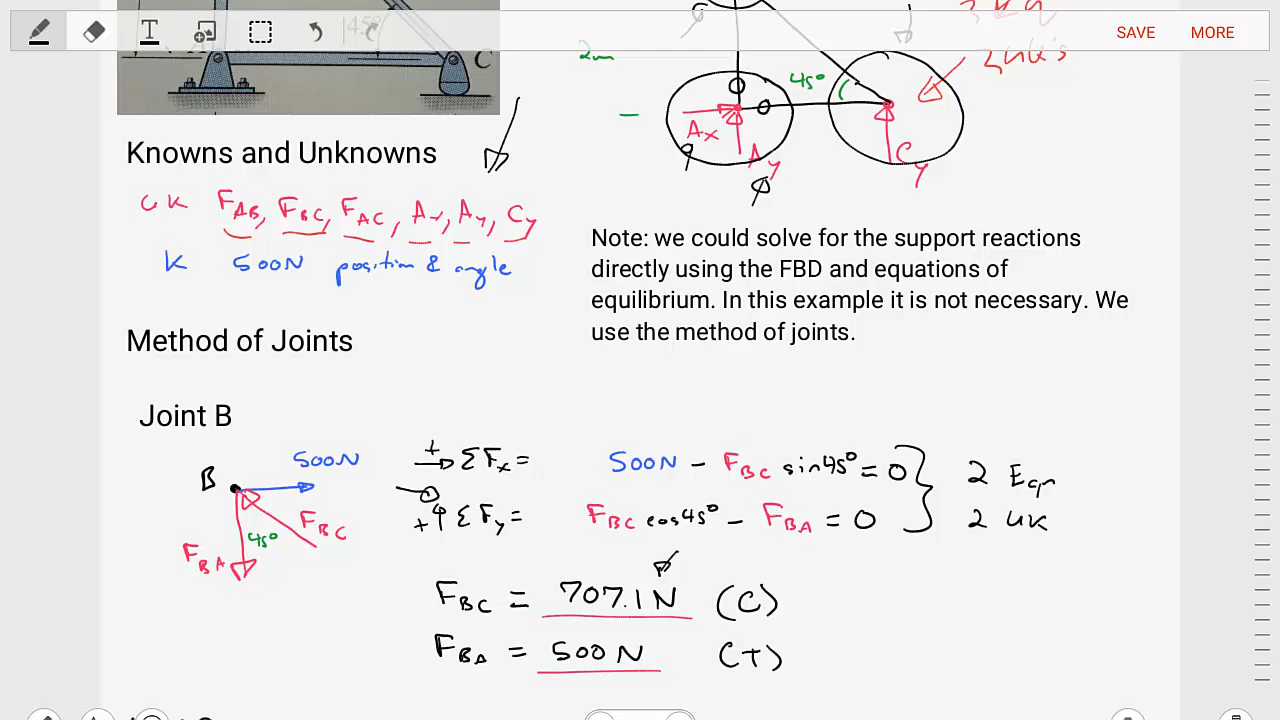 SAVE MORE
C
2m
45°
Ax
Ay
Cy
Knowns and Unknowns
UK FAB, FBC, FAC, Ax, Ay, Cy
K 500N position & angle
Note: we could solve for the support reactions
directly using the FBD and equations of
equilibrium. In this example it is not necessary. We
use the method of joints.
Method of Joints
Joint B
B 500N
FBC
FBA 45°
+ → ΣFx = 500N - FBC sin45° = 0 } 2 Eqn
+ ↑ ΣFy = FBC cos45° - FBA = 0 2 UK
FBC = 707.1N (C)
FBA = 500N (T)